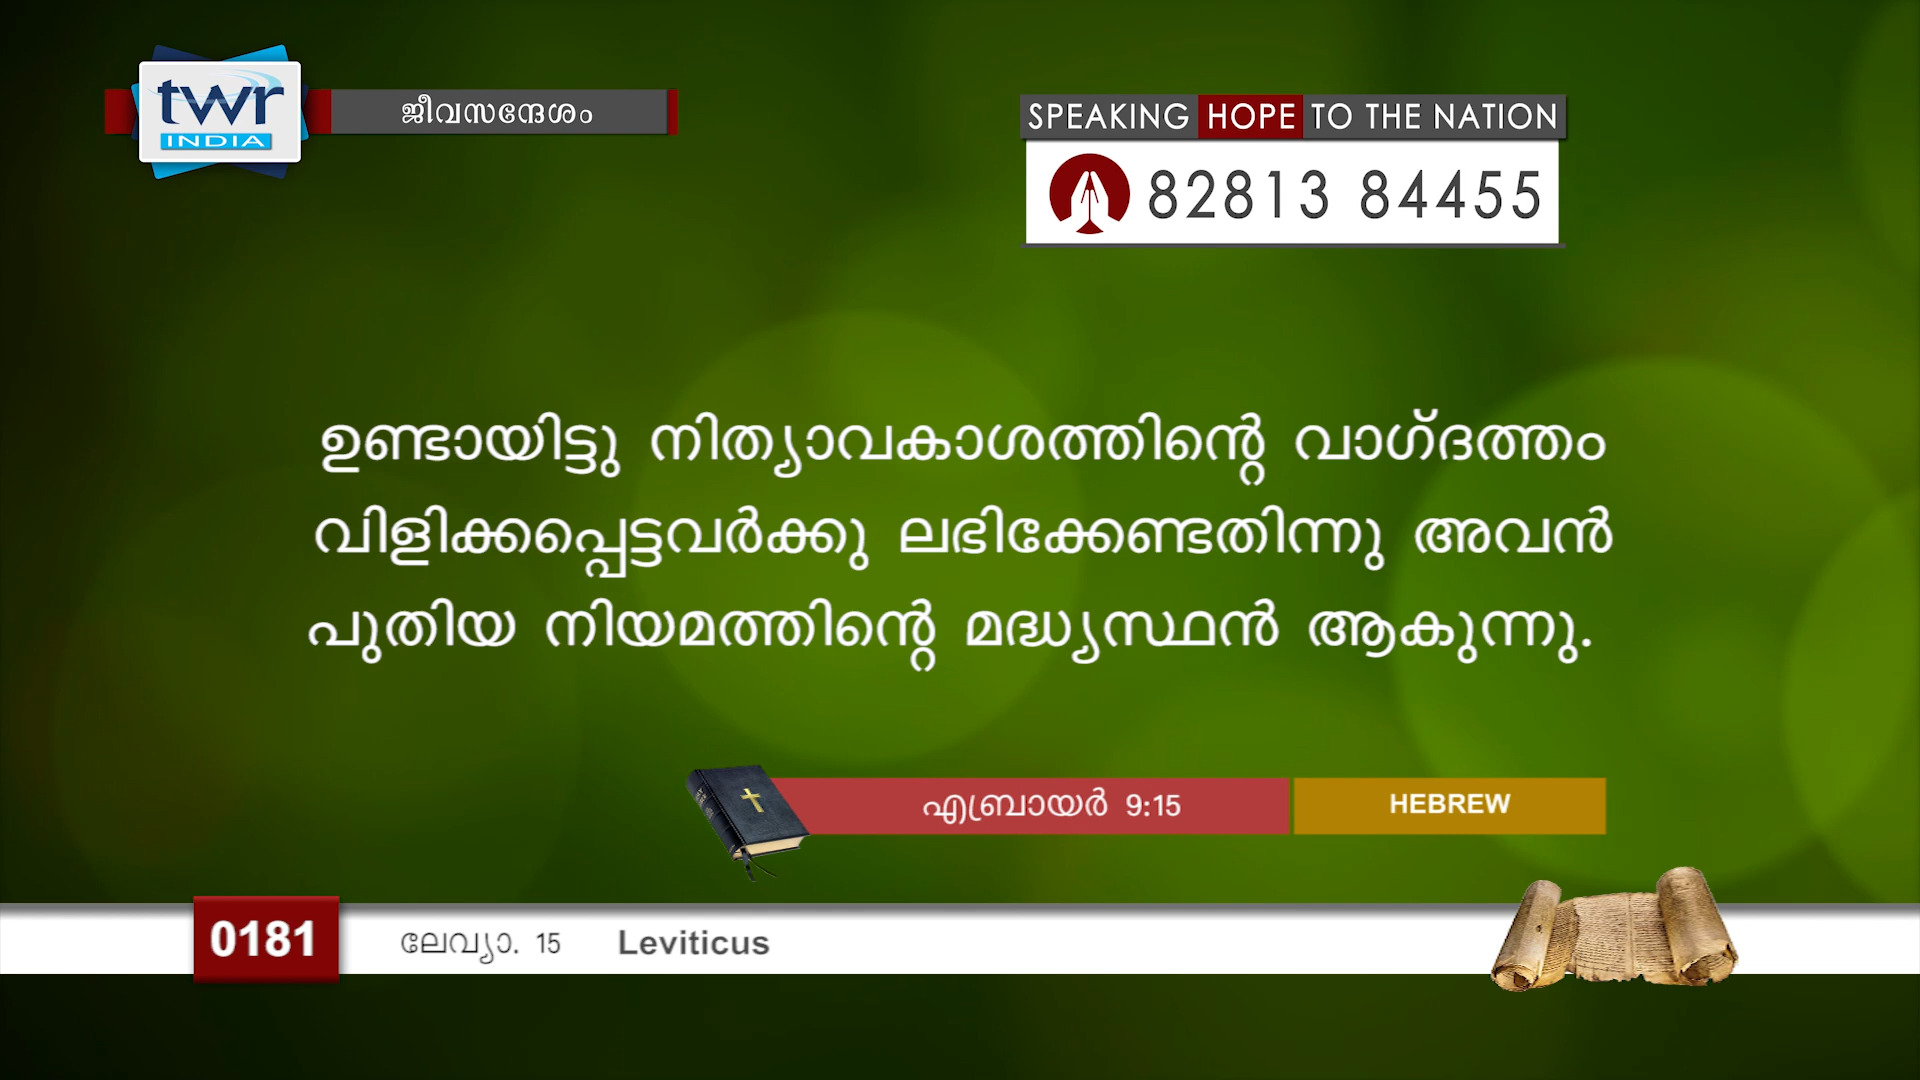 twr
INDIA
ജീവസന്ദേശം
SPEAKING HOPE TO THE NATION
82813 84455
ഉണ്ടായിട്ടു നിത്യാവകാശത്തിന്റെ വാഗ്ദത്തം
വിളിക്കപ്പെട്ടവർക്കു ലഭിക്കേണ്ടതിന്നു അവൻ
പുതിയ നിയമത്തിന്റെ മദ്ധ്യസ്ഥൻ ആകുന്നു.
എബ്രായർ 9:15
HEBREW
0181
ലേവ്യാ. 15
Leviticus